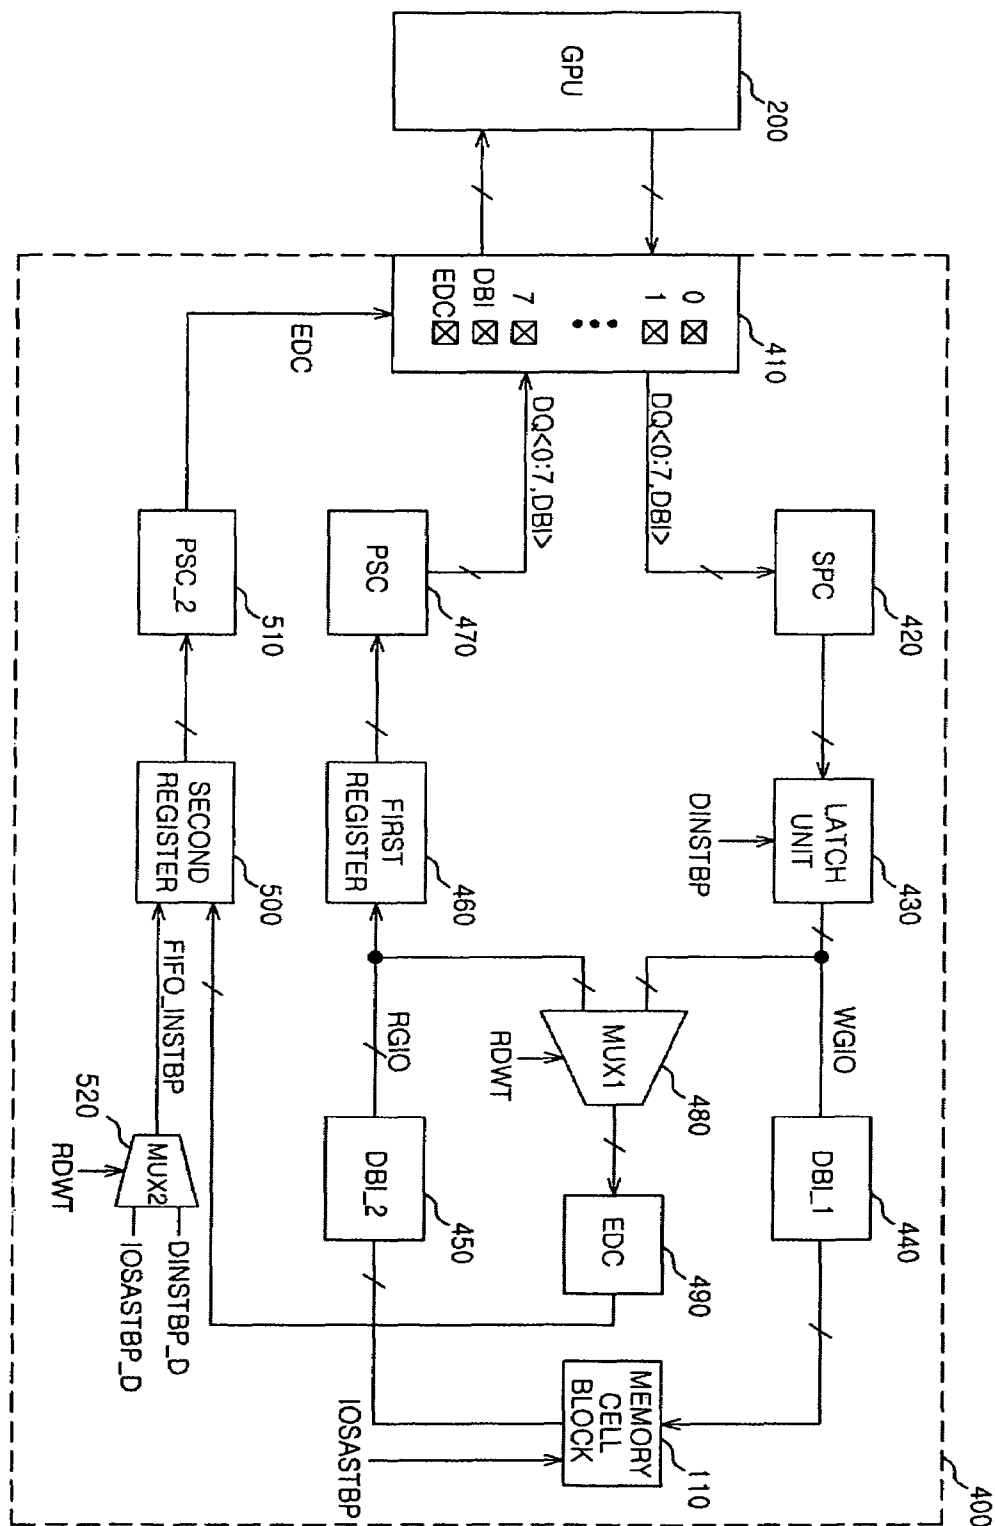 GPU
200
410
0
1
7
DBI
EDC
DQ<0:7,DBI>
DQ<0:7,DBI>
EDC
SPC
420
PSC
470
PSC_2
510
LATCH
UNIT
430
DINSTBP
FIRST
REGISTER
460
SECOND
REGISTER
500
FIFO_INSTBP
WGIO
RGIO
MUX1
480
RDWT
DBI_1
440
EDC
490
DBI_2
450
MUX2
520
RDWT
DINSTBP_D
IOSASTBP_D
MEMORY
CELL
BLOCK
110
IOSASTBP
400